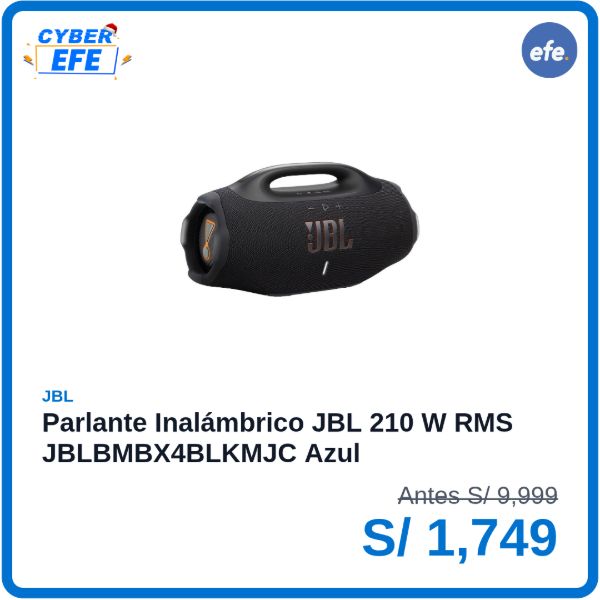 CYBER
EFE
efe.
JBL
JBL
Parlante Inalámbrico JBL 210 W RMS
JBLBMBX4BLKMJC Azul
Antes S/ 9,999
S/ 1,749